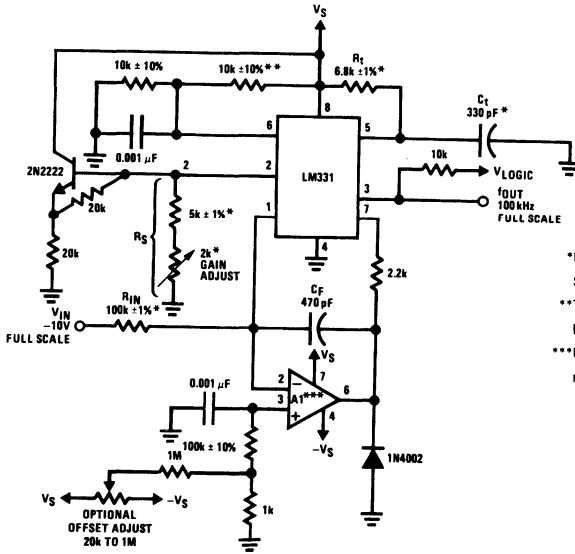 VS
10k ± 10%
10k ±10%**
Rt
6.8k ±1%*
Ct
330 pF*
8
6
5
0.001 µF
2N2222
2
2
LM331
10k
VLOGIC
3
fOUT
100 kHz
FULL SCALE
1
7
20k
5k ± 1%*
RS
4
20k
2k*
GAIN
ADJUST
2.2k
VIN
−10V
FULL SCALE
RIN
100k ±1%*
CF
470 pF
VS
*
S
**
***
0.001 µF
2
−
7
6
3
+
A1***
4
−VS
100k ± 10%
1M
1N4002
VS
−VS
1k
OPTIONAL
OFFSET ADJUST
20k TO 1M